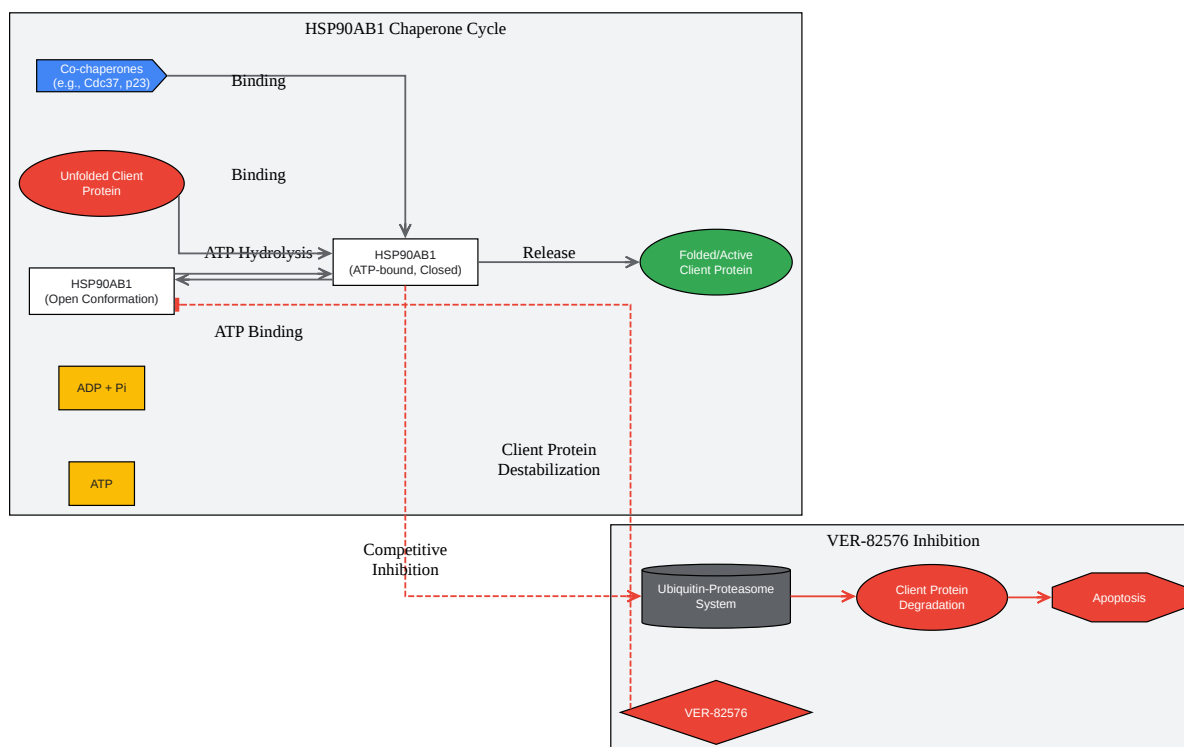 HSP90AB1 Chaperone Cycle
Co-chaperones
(e.g., Cdc37, p23)
Binding
Unfolded Client
Protein
Binding
ATP Hydrolysis
HSP90AB1
(ATP-bound, Closed)
Release
Folded/Active
Client Protein
HSP90AB1
(Open Conformation)
ATP Binding
ADP + Pi
ATP
Client Protein
Destabilization
Competitive
Inhibition
VER-82576 Inhibition
Ubiquitin-Proteasome
System
Client Protein
Degradation
Apoptosis
VER-82576